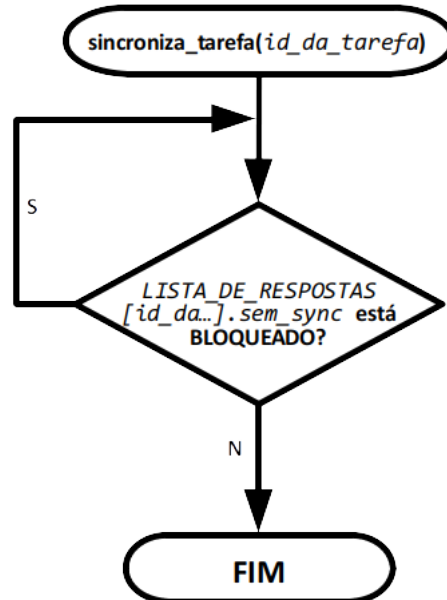 sincroniza_tarefa(id_da_tarefa)
S
LISTA_DE_RESPOSTAS
[id_da…].sem_sync está
BLOQUEADO?
N
FIM